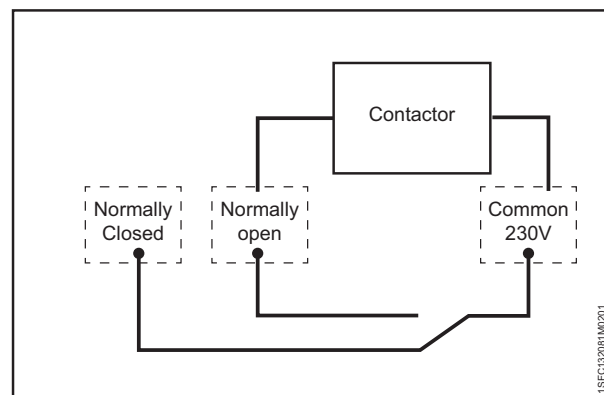 Contactor
Normally
Closed
Normally
open
Common
230V
1SFC132081M0201